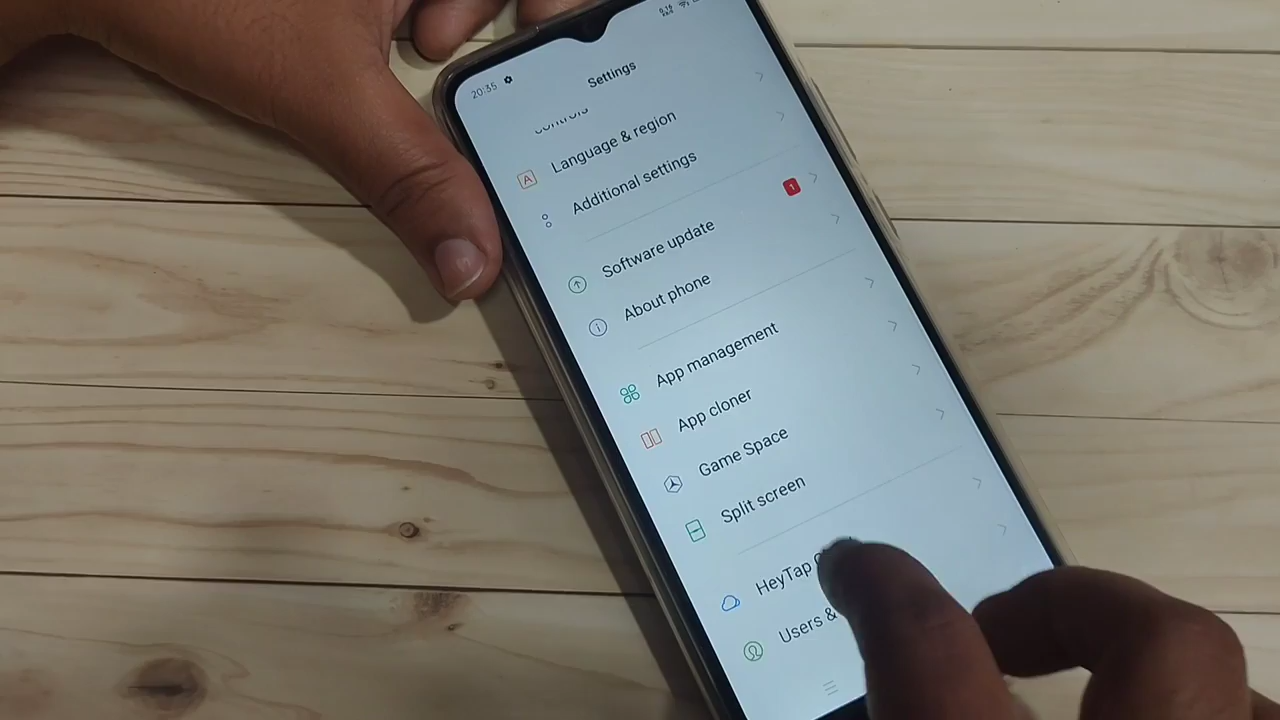 20:35
Settings
controls
Language & region
Additional settings
Software update
1
About phone
App management
App cloner
Game Space
Split screen
HeyTap
Users &